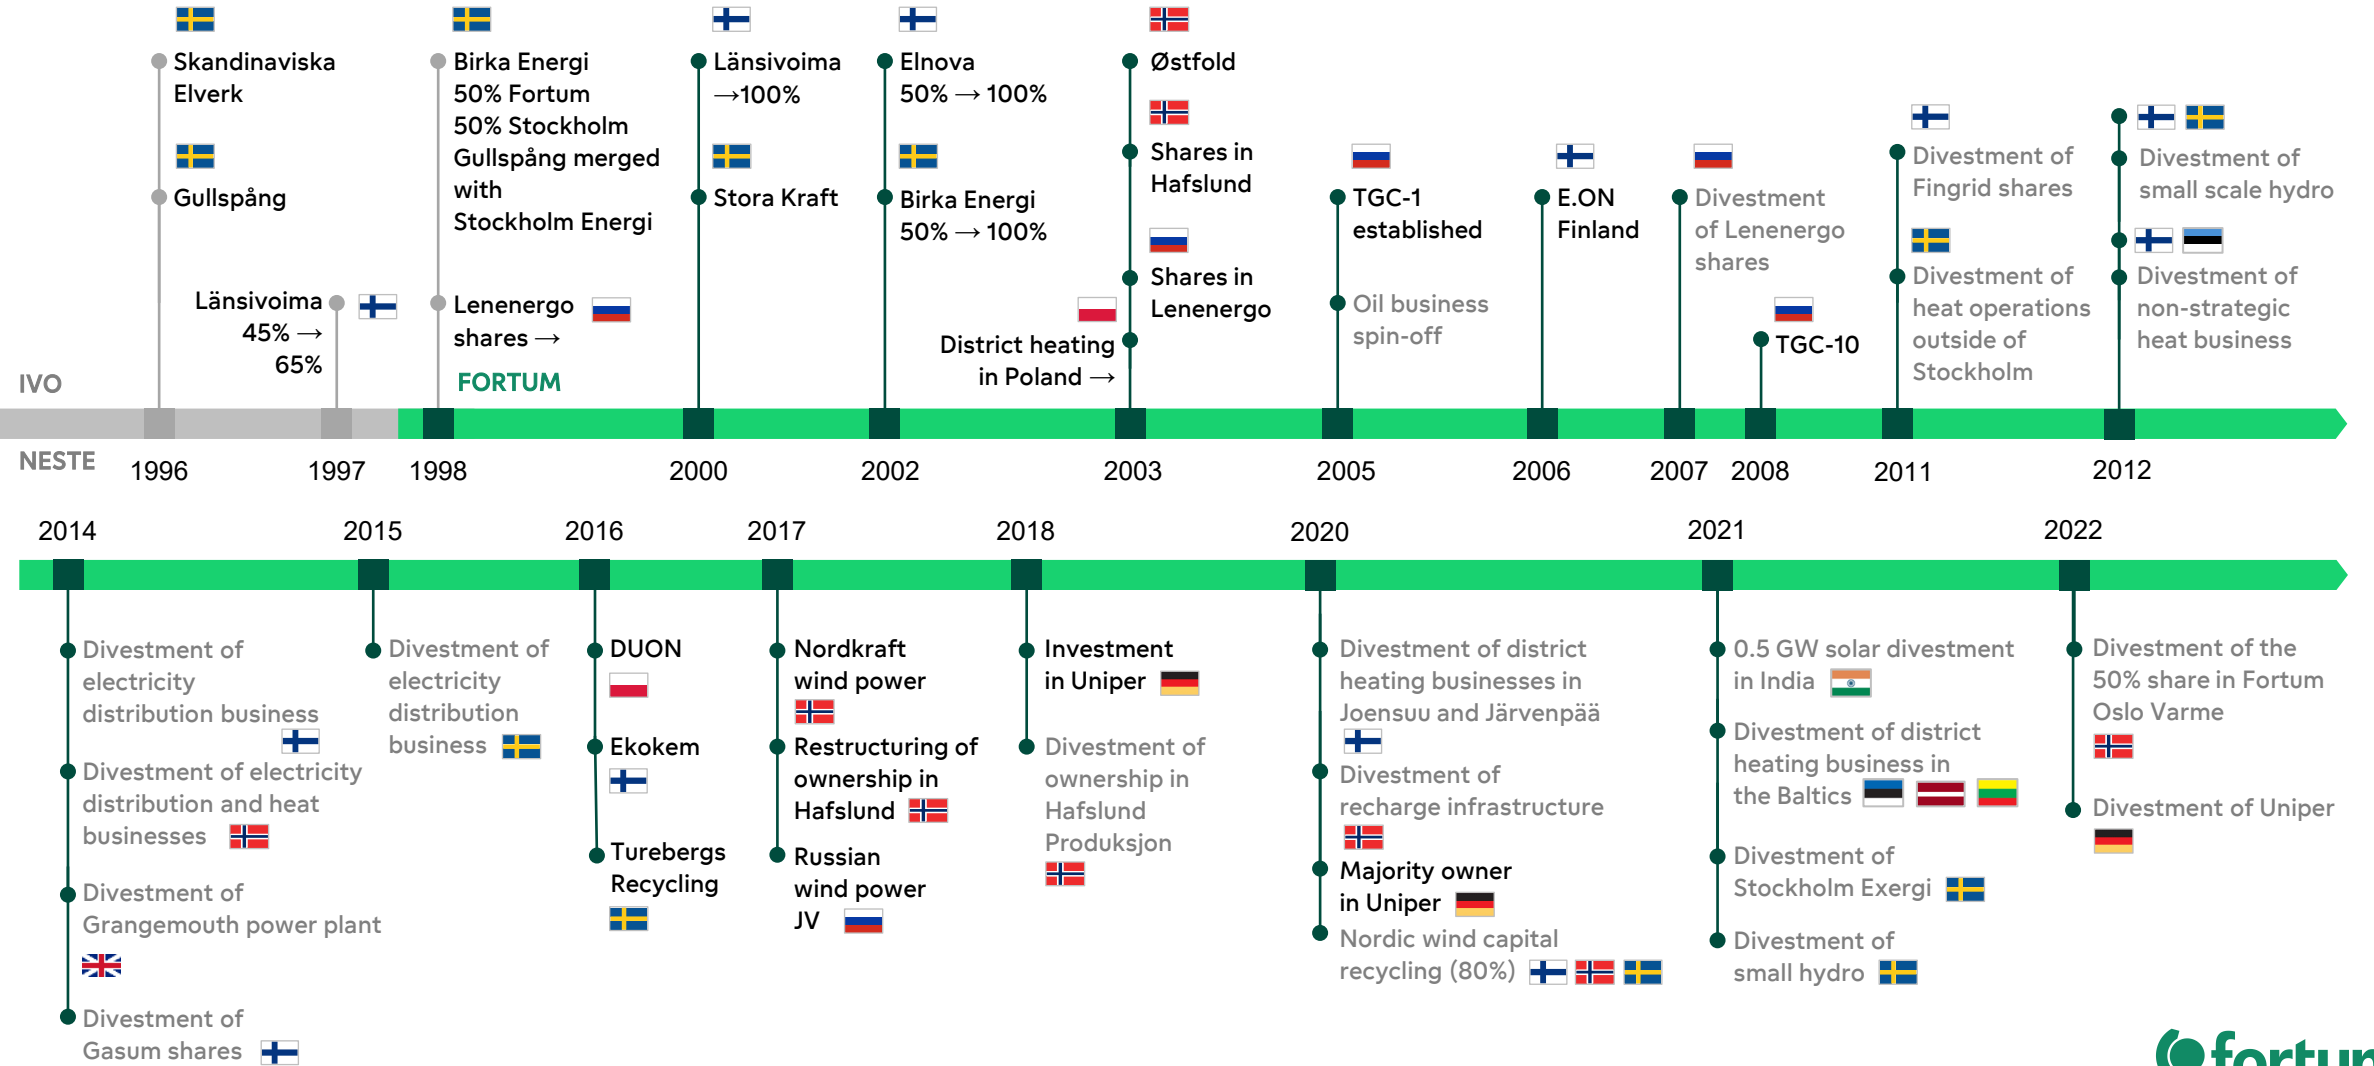 Skandinaviska
Elverk
Gullspång
Länsivoima
45% →
65%
Birka Energi
50% Fortum
50% Stockholm
Gullspång merged
with
Stockholm Energi
Lenenergo
shares →
Länsivoima
→100%
Stora Kraft
Elnova
50% → 100%
Birka Energi
50% → 100%
Østfold
Shares in
Hafslund
Shares in
Lenenergo
District heating
in Poland →
TGC-1
established
Oil business
spin-off
E.ON
Finland
Divestment
of Lenenergo
shares
TGC-10
Divestment of
Fingrid shares
Divestment of
heat operations
outside of
Stockholm
Divestment of
small scale hydro
Divestment of
non-strategic
heat business
IVO
FORTUM
NESTE
1996
1997
1998
2000
2002
2003
2005
2006
2007
2008
2011
2012
2014
2015
2016
2017
2018
2020
2021
2022
Divestment of
electricity
distribution business
Divestment of electricity
distribution and heat
businesses
Divestment of
Grangemouth power plant
Divestment of
Gasum shares
Divestment of
electricity
distribution
business
DUON
Ekokem
Turebergs
Recycling
Nordkraft
wind power
Restructuring of
ownership in
Hafslund
Russian
wind power
JV
Investment
in Uniper
Divestment of
ownership in
Hafslund
Produksjon
Divestment of district
heating businesses in
Joensuu and Järvenpää
Divestment of
recharge infrastructure
Majority owner
in Uniper
Nordic wind capital
recycling (80%)
0.5 GW solar divestment
in India
Divestment of district
heating business in
the Baltics
Divestment of
Stockholm Exergi
Divestment of
small hydro
Divestment of the
50% share in Fortum
Oslo Varme
Divestment of Uniper
fortum